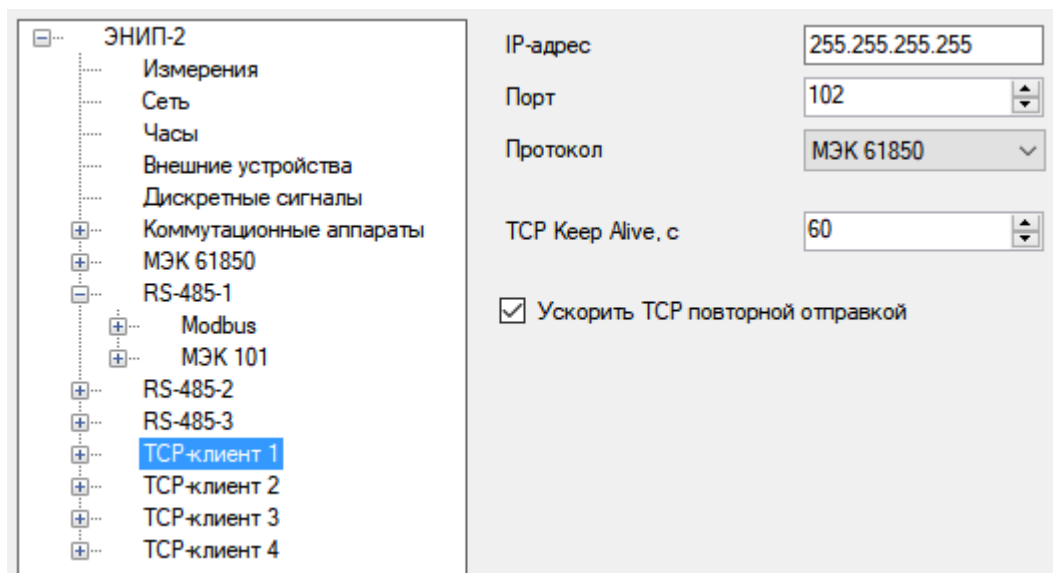 ЭНИП-2
Измерения
Сеть
Часы
Внешние устройства
Дискретные сигналы
Коммутационные аппараты
МЭК 61850
RS-485-1
Modbus
МЭК 101
RS-485-2
RS-485-3
TCP-клиент 1
TCP-клиент 2
TCP-клиент 3
TCP-клиент 4
IP-адрес 255.255.255.255
Порт 102
Протокол МЭК 61850
TCP Keep Alive, с 60
Ускорить TCP повторной отправкой